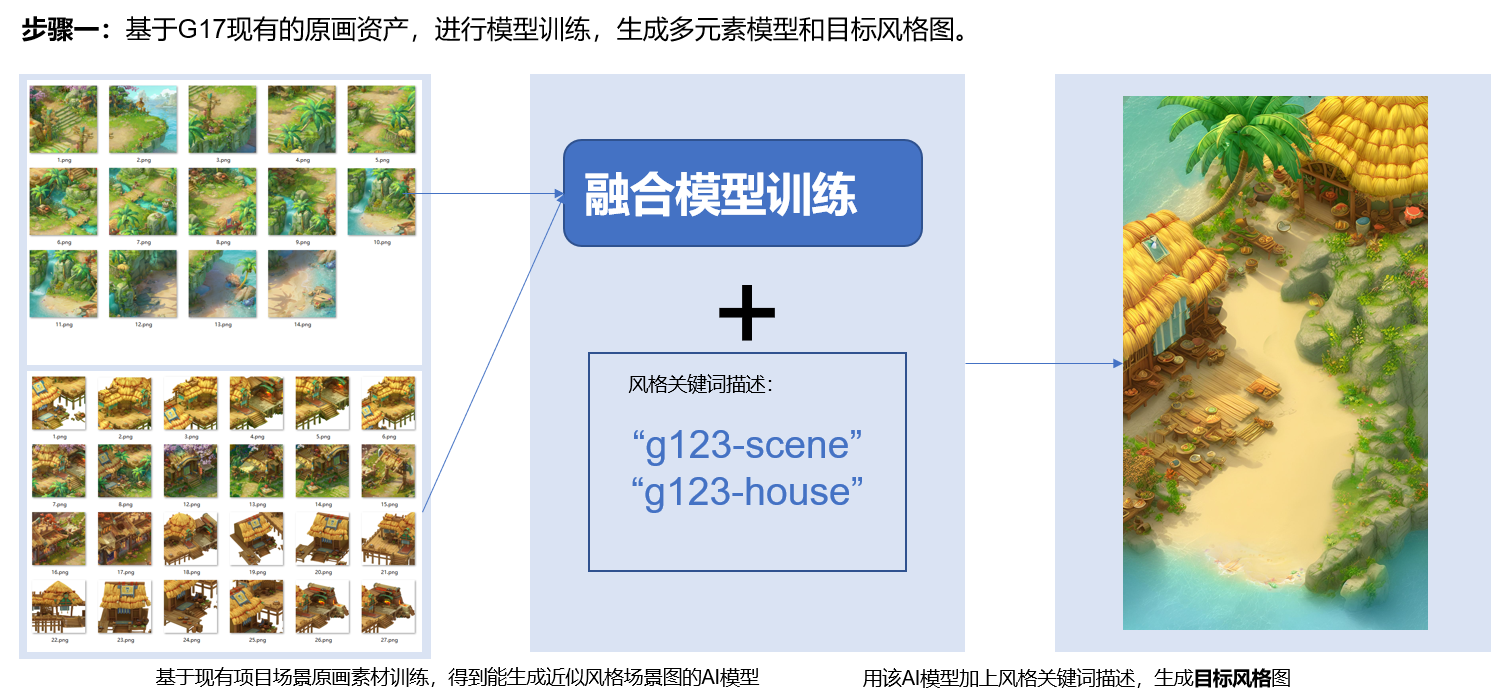 步骤一：基于G17现有的原画资产，进行模型训练，生成多元素模型和目标风格图。
1.png
2.png
3.png
4.png
5.png
6.png
7.png
8.png
9.png
10.png
11.png
12.png
13.png
14.png
1.png
2.png
3.png
4.png
5.png
6.png
7.png
8.png
12.png
13.png
14.png
15.png
16.png
17.png
18.png
19.png
20.png
21.png
22.png
23.png
24.png
25.png
26.png
27.png
融合模型训练
+
风格关键词描述：
“g123-scene”
“g123-house”
基于现有项目场景原画素材训练，得到能生成近似风格场景图的AI模型
用该AI模型加上风格关键词描述，生成目标风格图